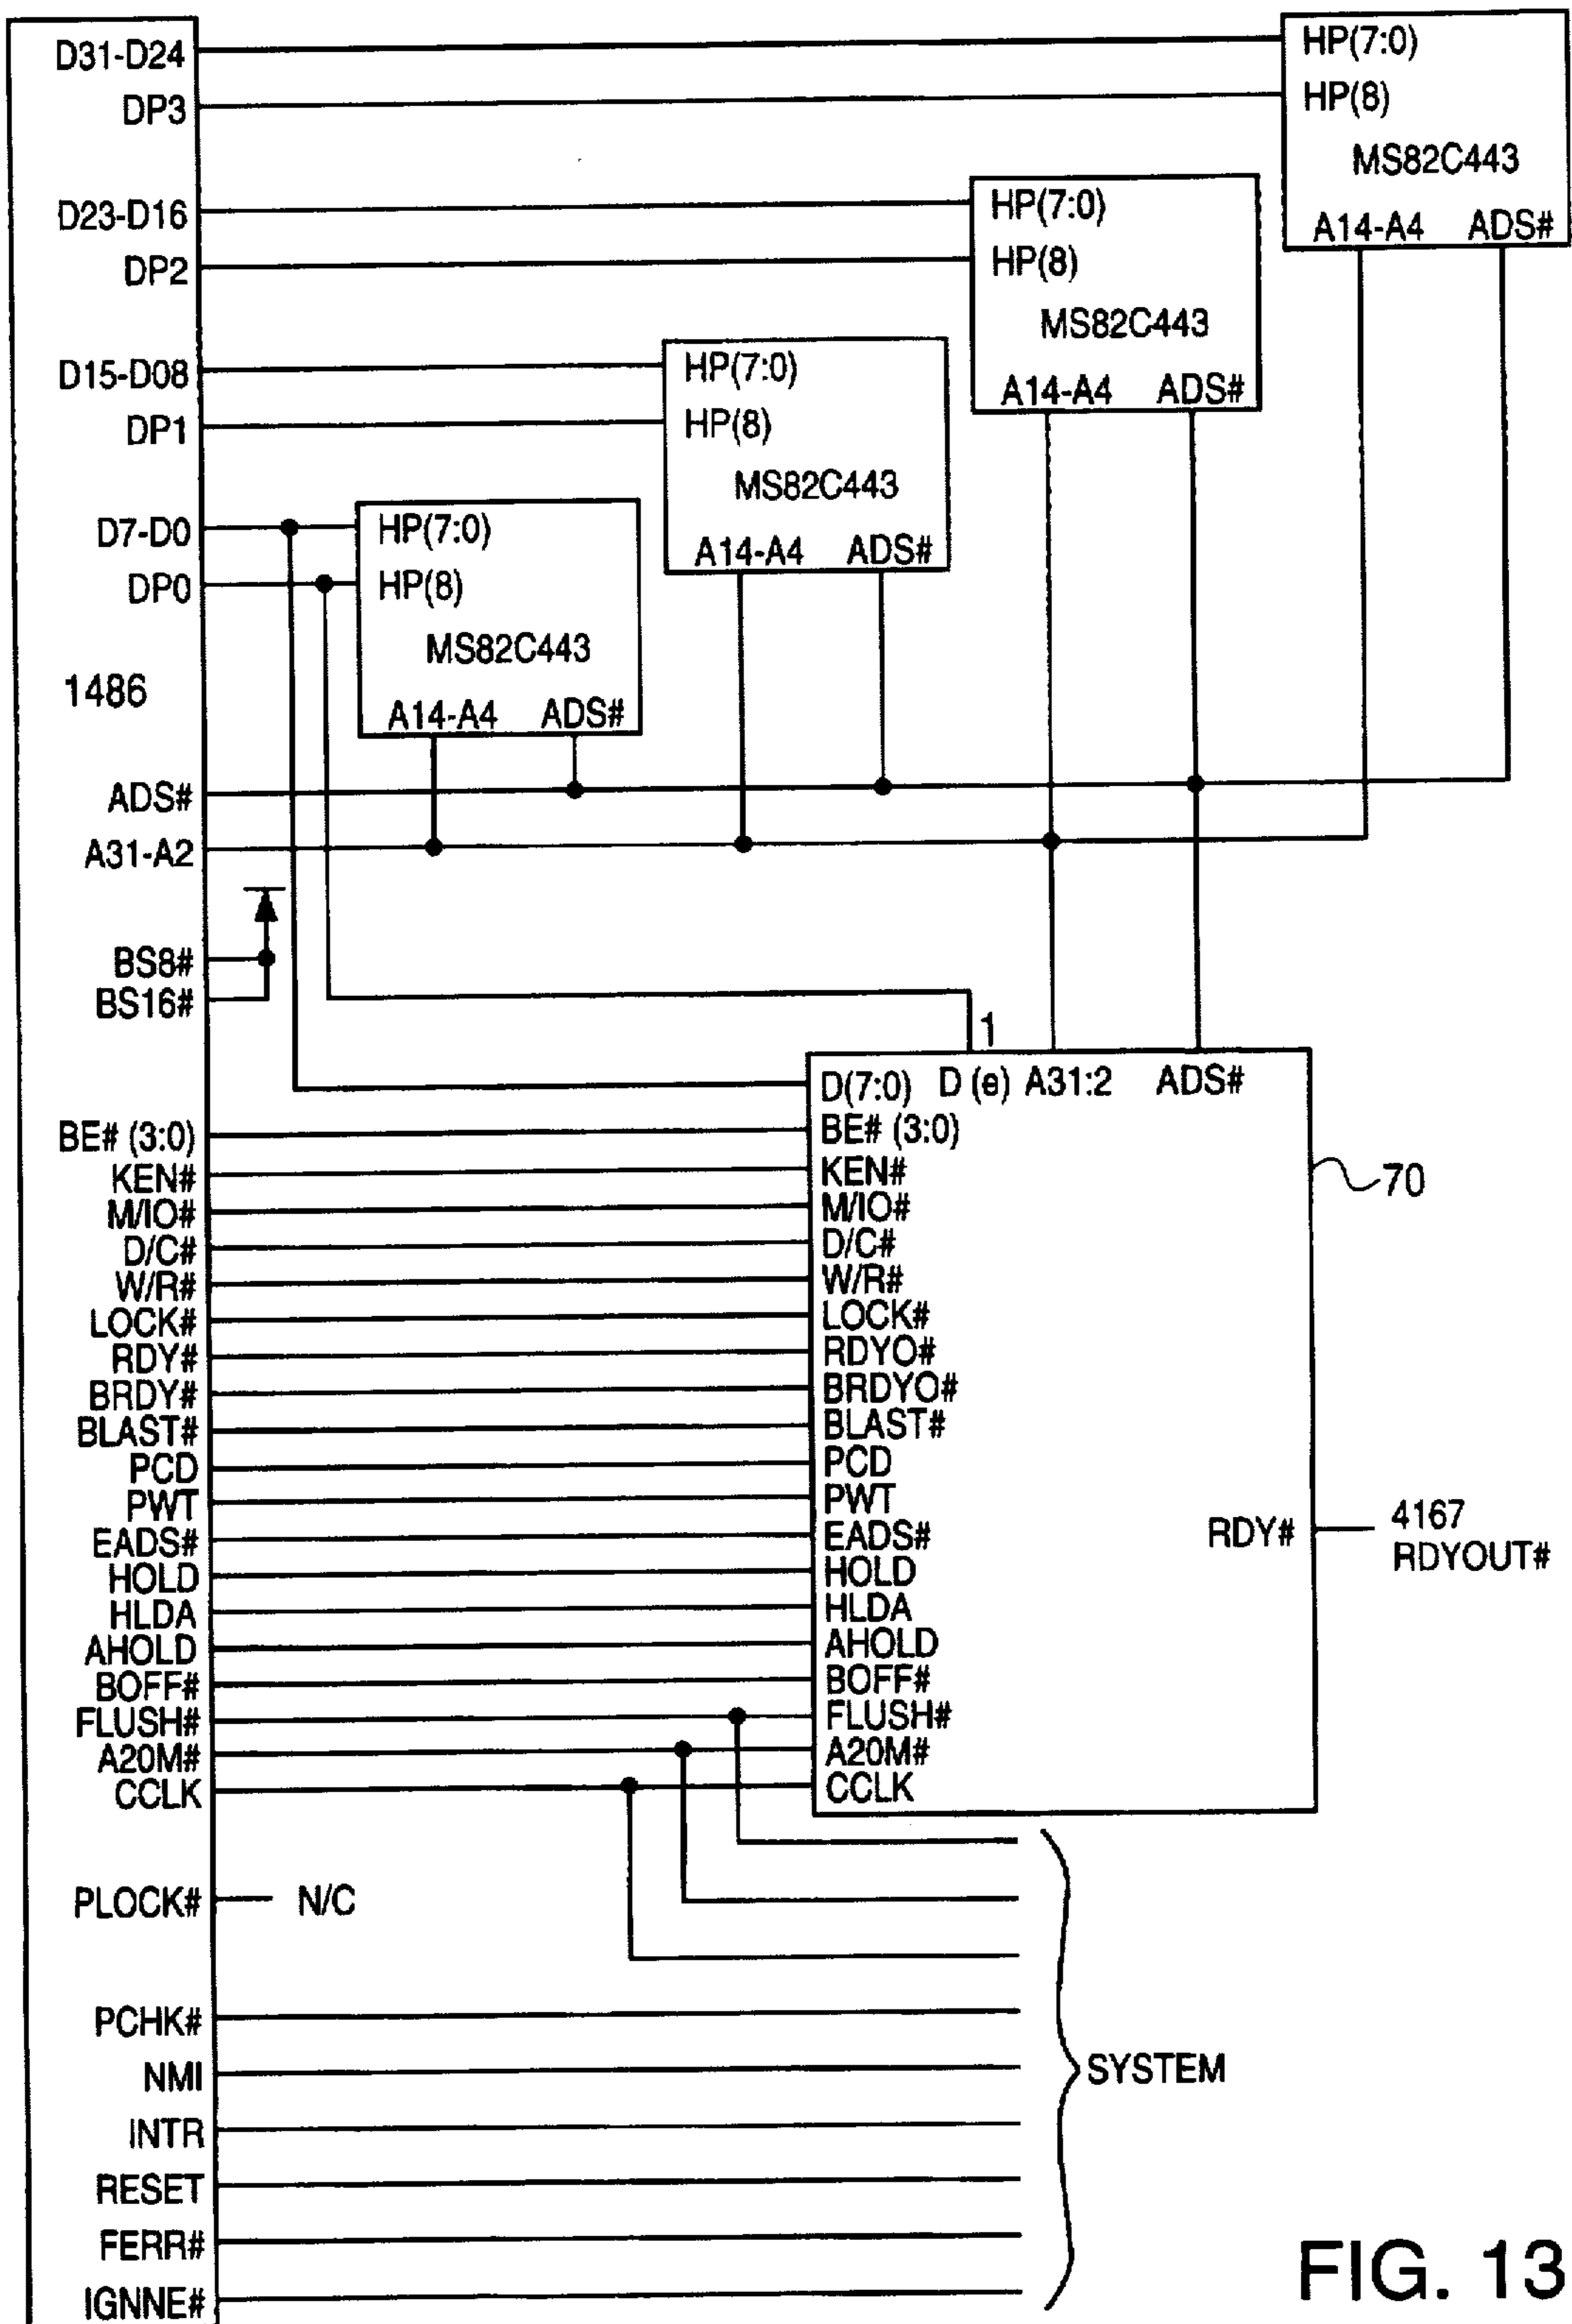 D31-D24
HP(7:0)
DP3
HP(8)
MS82C443
A14-A4 ADS#
D23-D16
HP(7:0)
DP2
HP(8)
MS82C443
A14-A4 ADS#
D15-D08
HP(7:0)
DP1
HP(8)
MS82C443
A14-A4 ADS#
D7-D0
HP(7:0)
DP0
HP(8)
MS82C443
A14-A4 ADS#
1486
ADS#
A31-A2
BS8#
BS16#
1
D(7:0) D (e) A31:2 ADS#
BE# (3:0) BE# (3:0)
KEN# KEN#
70
M/IO# M/IO#
D/C# D/C#
W/R# W/R#
LOCK# LOCK#
RDY# RDYO#
BRDY# BRDYO#
BLAST# BLAST#
PCD PCD
PWT PWT
EADS# EADS#
RDY# 4167
RDYOUT#
HOLD HOLD
HLDA HLDA
AHOLD AHOLD
BOFF# BOFF#
FLUSH# FLUSH#
A20M# A20M#
CCLK CCLK
PLOCK# N/C
PCHK#
NMI
SYSTEM
INTR
RESET
FERR#
IGNNE#
FIG. 13